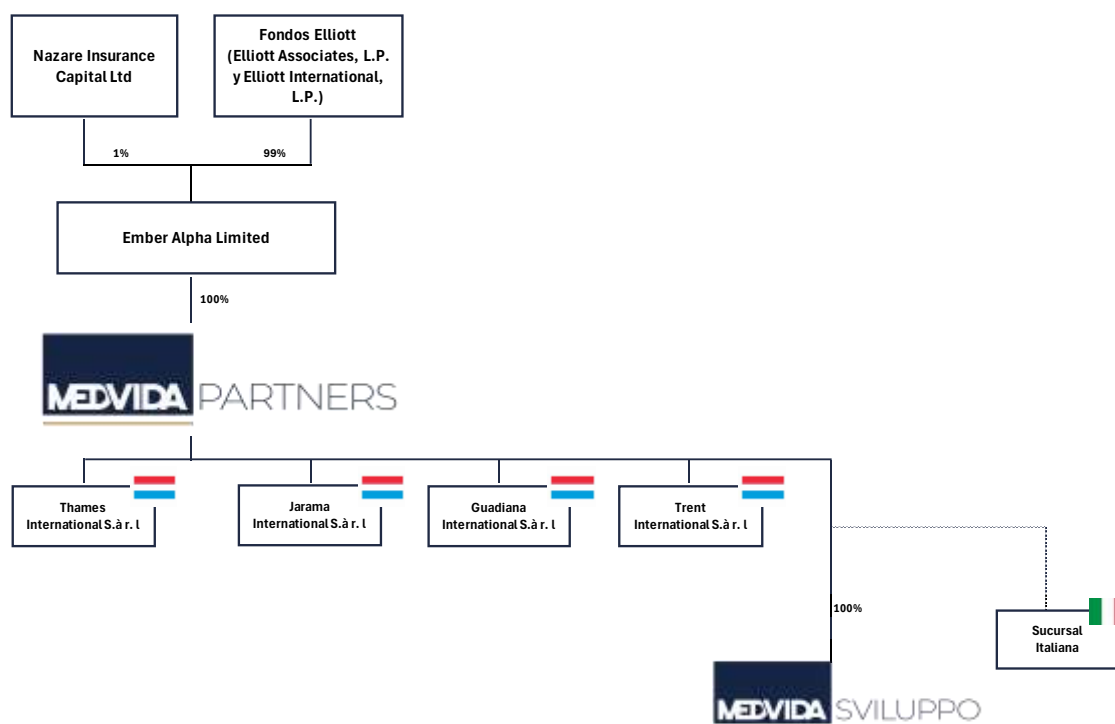 Nazare Insurance
Capital Ltd
Fondos Elliott
(Elliott Associates, L.P.
y Elliott International,
L.P.)
1%
99%
Ember Alpha Limited
100%
MEDVIDA PARTNERS
Thames
International S.à r. l
Jarama
International S.à r. l
Guadiana
International S.à r. l
Trent
International S.à r. l
100%
Sucursal
Italiana
MEDVIDA SVILUPPO